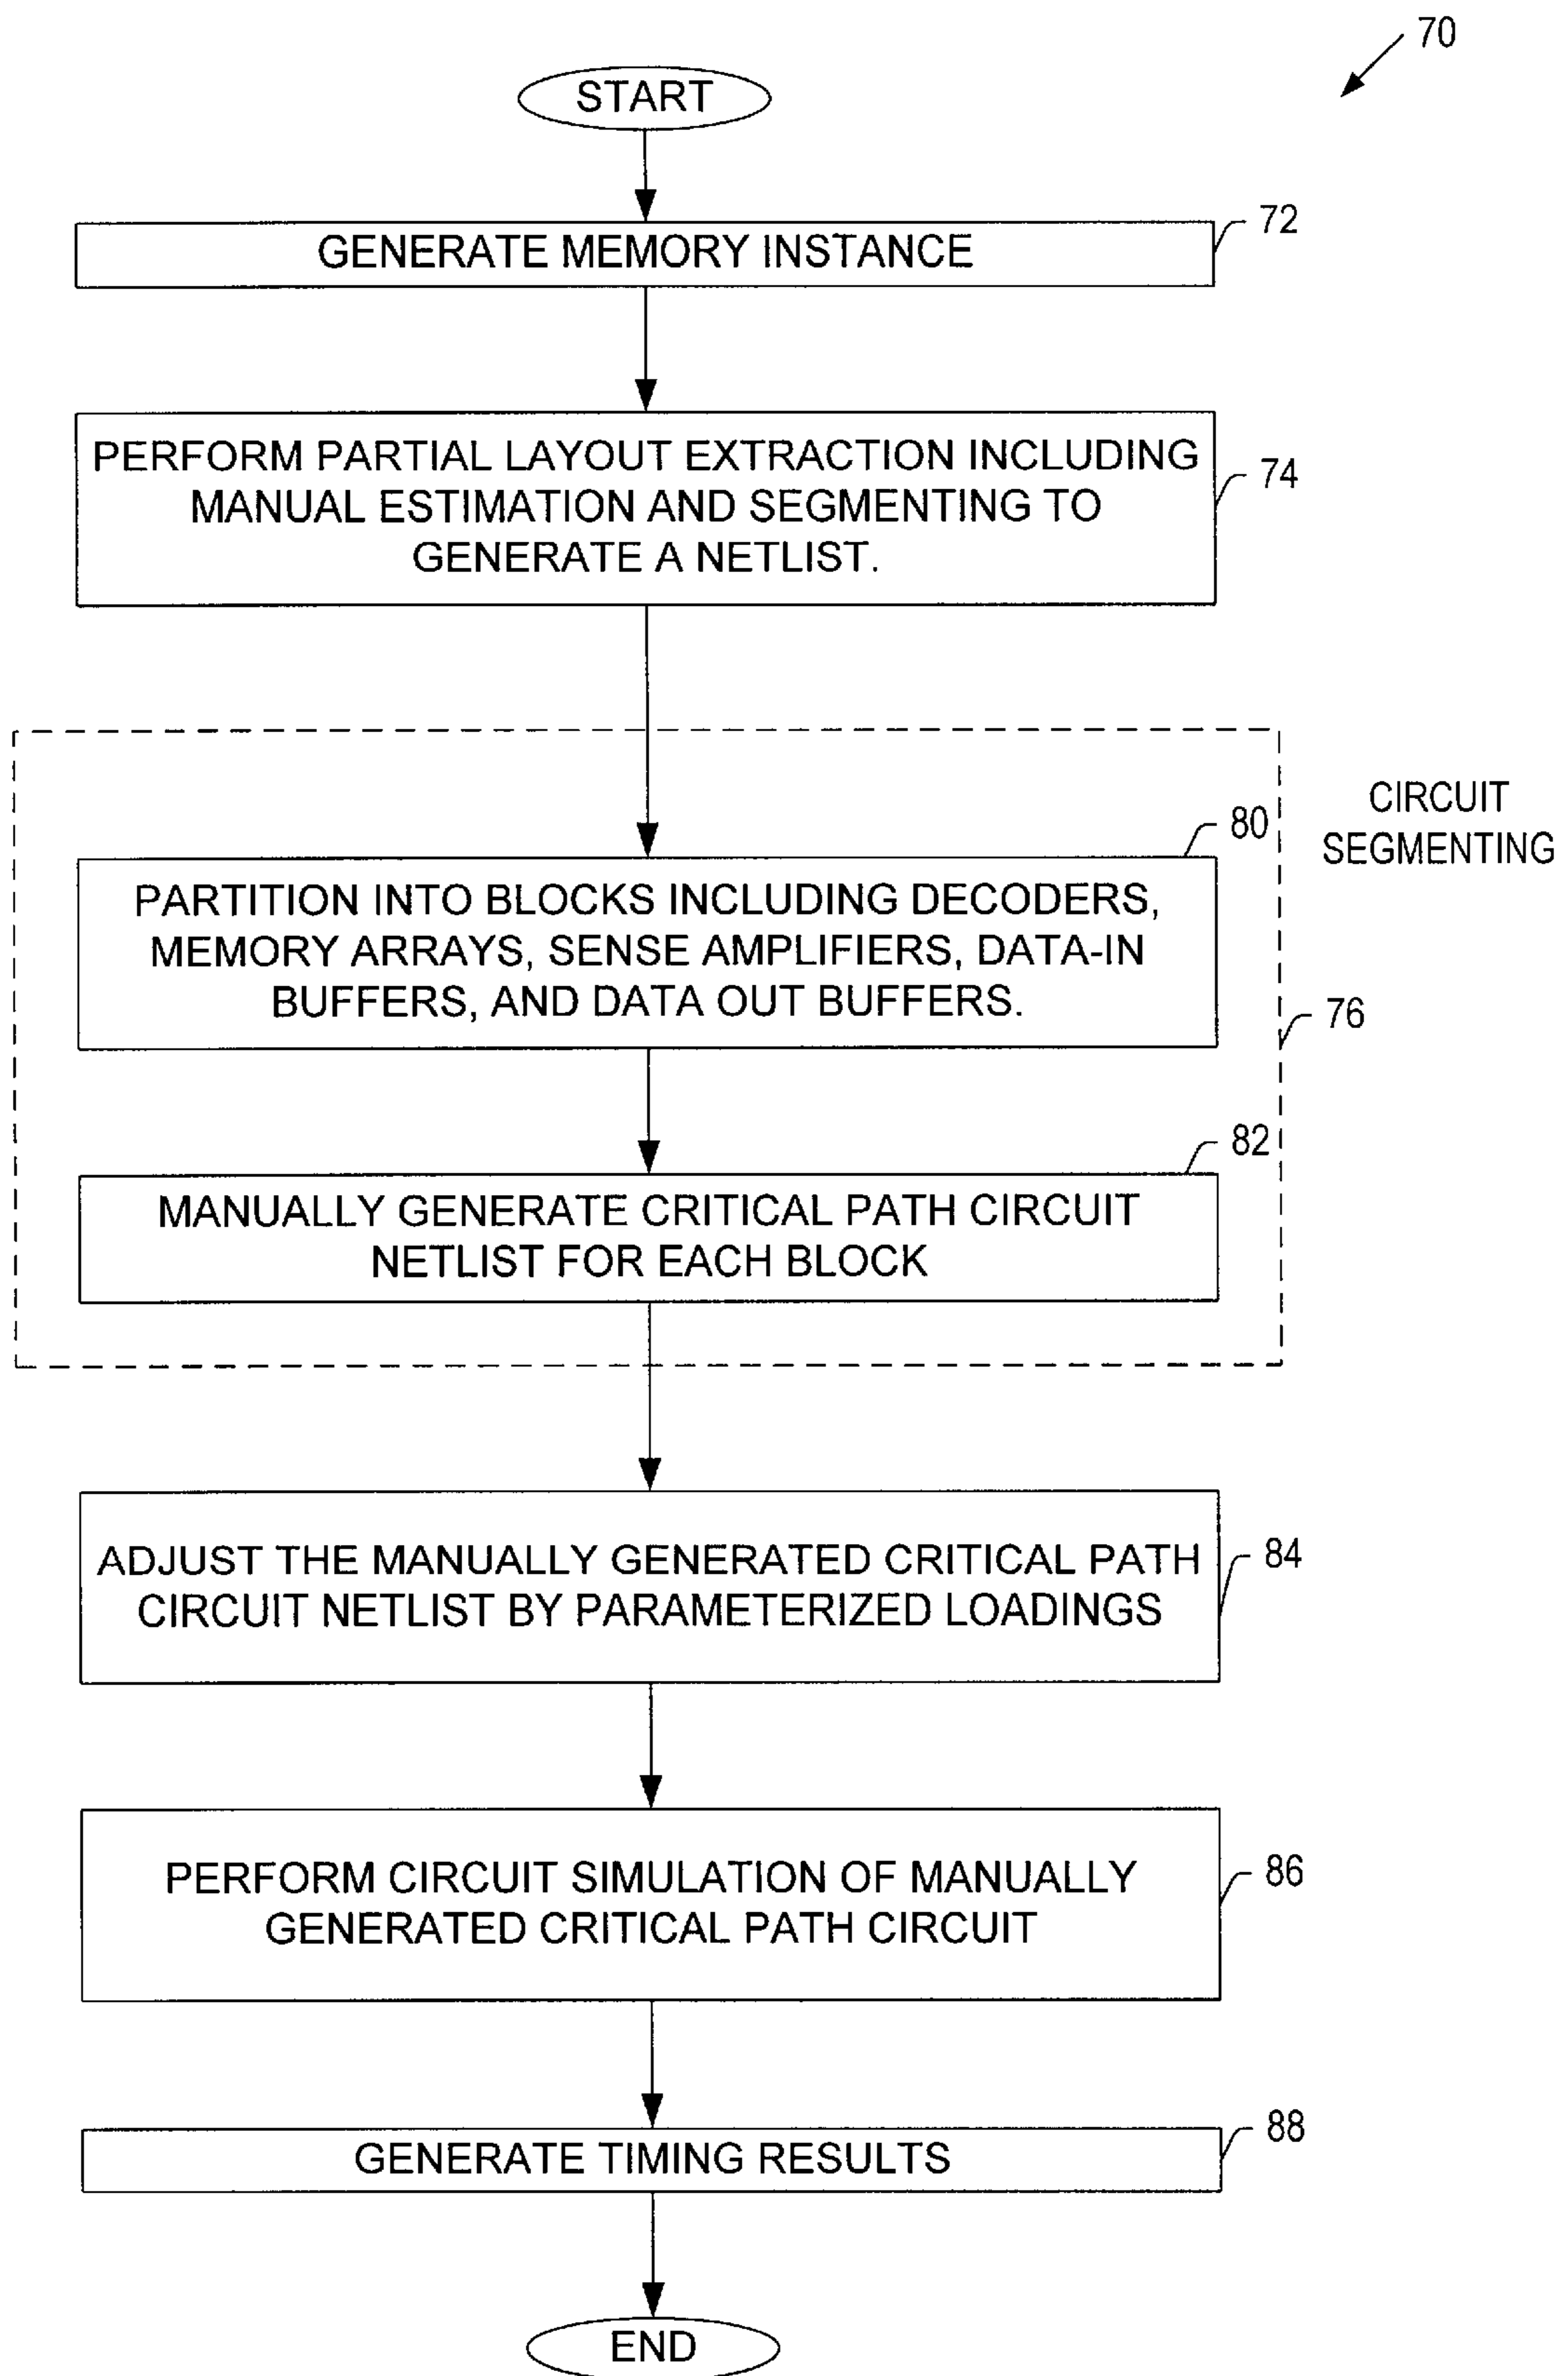 70
START
72
GENERATE MEMORY INSTANCE
PERFORM PARTIAL LAYOUT EXTRACTION INCLUDING
MANUAL ESTIMATION AND SEGMENTING TO
GENERATE A NETLIST.
74
CIRCUIT
SEGMENTING
80
PARTITION INTO BLOCKS INCLUDING DECODERS,
MEMORY ARRAYS, SENSE AMPLIFIERS, DATA-IN
BUFFERS, AND DATA OUT BUFFERS.
76
82
MANUALLY GENERATE CRITICAL PATH CIRCUIT
NETLIST FOR EACH BLOCK
ADJUST THE MANUALLY GENERATED CRITICAL PATH
CIRCUIT NETLIST BY PARAMETERIZED LOADINGS
84
PERFORM CIRCUIT SIMULATION OF MANUALLY
GENERATED CRITICAL PATH CIRCUIT
86
88
GENERATE TIMING RESULTS
END